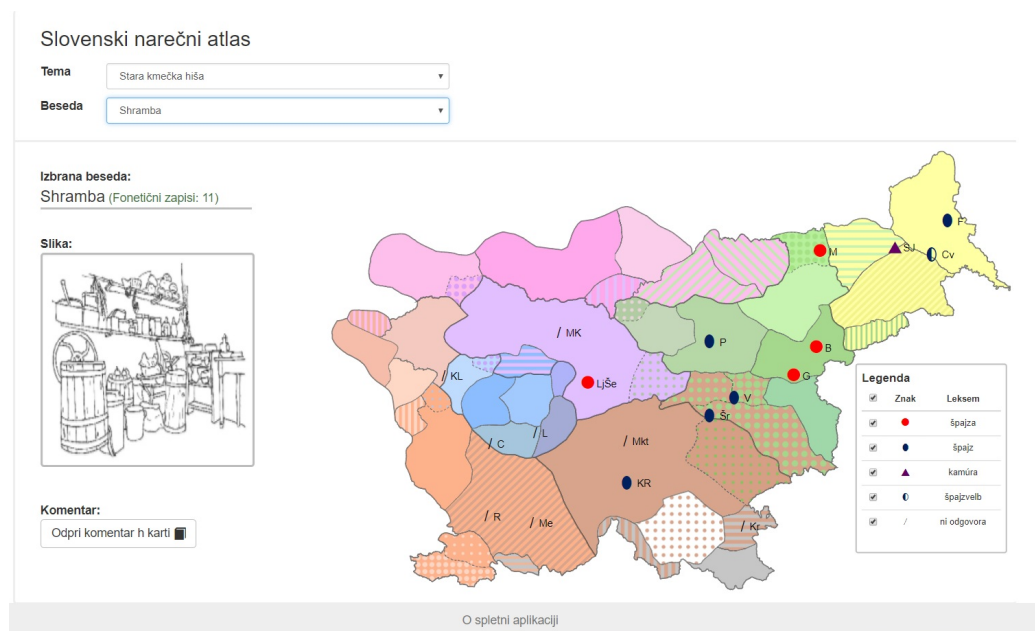 Slovenski narečni atlas
Tema Stara kmečka hiša
Beseda Shramba
Izbrana beseda:
Shramba (Fonetični zapisi: 11)
Slika:
F
M
SJ
Cv
/ MK
P
B
/ KL
LjŠe
G
V
Šr
/ C
/ L
/ Mkt
KR
/ R
/ Me
/ Kr
Legenda
Znak Leksem
špajza
špajz
kamúra
špajzvelb
/ ni odgovora
Komentar:
Odpri komentar h karti
O spletni aplikaciji